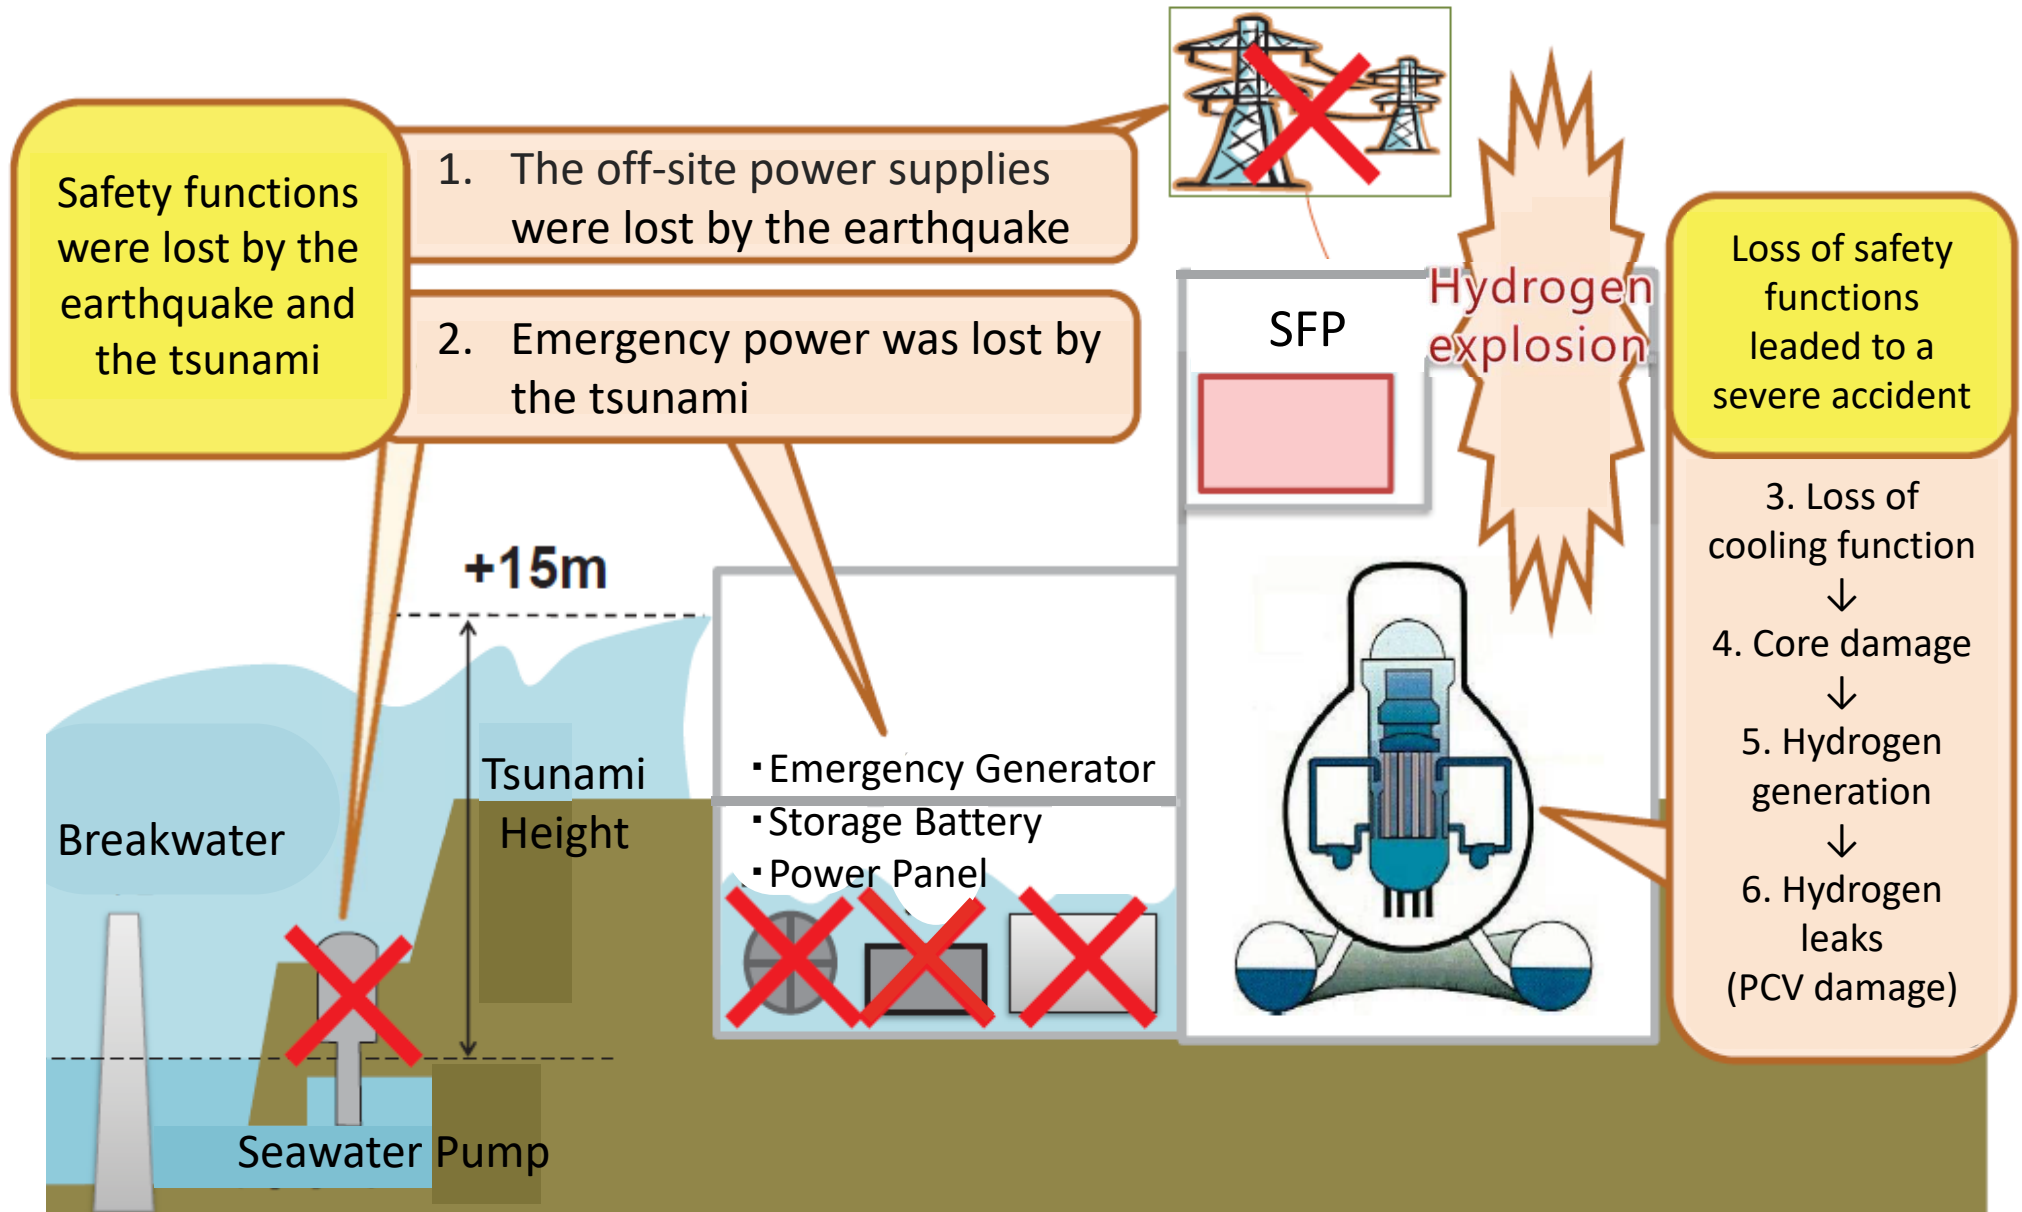 Safety functions
were lost by the
earthquake and
the tsunami
1. The off-site power supplies
were lost by the earthquake
2. Emergency power was lost by
the tsunami
Hydrogen
explosion
SFP
Loss of safety
functions
leaded to a
severe accident
3. Loss of
cooling function
↓
4. Core damage
↓
5. Hydrogen
generation
↓
6. Hydrogen
leaks
(PCV damage)
+15m
Tsunami
Height
Breakwater
・Emergency Generator
・Storage Battery
・Power Panel
Seawater Pump